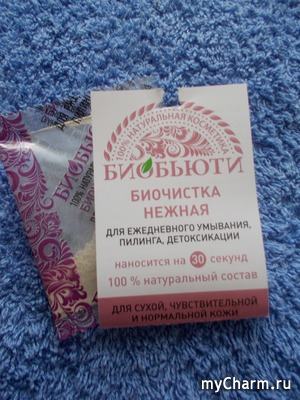 100% НАТУРАЛЬНАЯ КОСМЕТИКА
БИОБЬЮТИ
БИОЧИСТКА
НЕЖНАЯ
ДЛЯ ЕЖЕДНЕВНОГО УМЫВАНИЯ,
ПИЛИНГА, ДЕТОКСИКАЦИИ
наносится на 30 секунд
100 % натуральный состав
ДЛЯ СУХОЙ, ЧУВСТВИТЕЛЬНОЙ
И НОРМАЛЬНОЙ КОЖИ
БИОБЬЮТИ
myCharm.ru